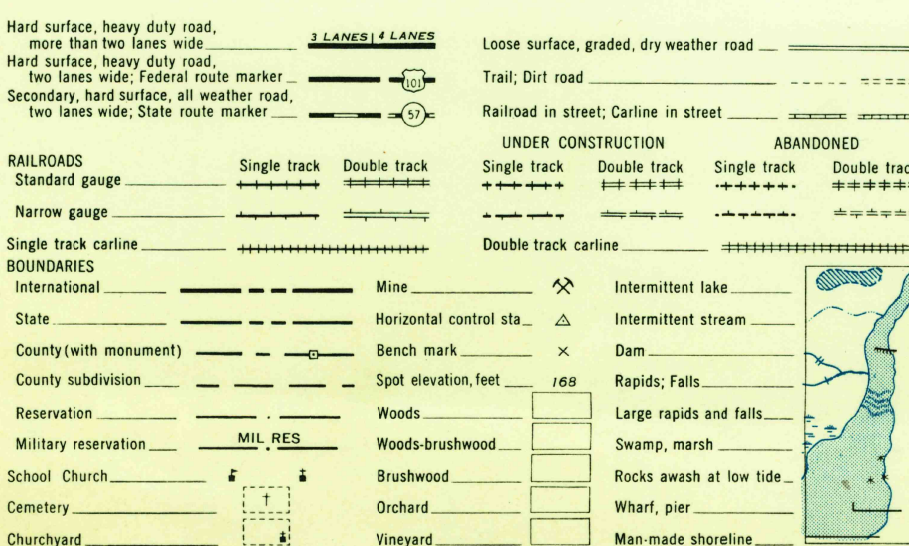 Hard surface, heavy duty road,
more than two lanes wide
3 LANES 4 LANES
Hard surface, heavy duty road,
two lanes wide; Federal route marker
101
Secondary, hard surface, all weather road,
two lanes wide; State route marker
57
Loose surface, graded, dry weather road
Trail; Dirt road
Railroad in street; Carline in street
UNDER CONSTRUCTION ABANDONED
RAILROADS
Single track Double track Single track Double track Single track Double trac
Standard gauge
Narrow gauge
Single track carline Double track carline
BOUNDARIES
International
State
County (with monument)
County subdivision
Reservation
Military reservation MIL RES
School Church
Cemetery
Churchyard
Mine
Horizontal control sta
Bench mark
Spot elevation, feet 168
Woods
Woods-brushwood
Brushwood
Orchard
Vineyard
Intermittent lake
Intermittent stream
Dam
Rapids; Falls
Large rapids and falls
Swamp, marsh
Rocks awash at low tide
Wharf, pier
Man-made shoreline